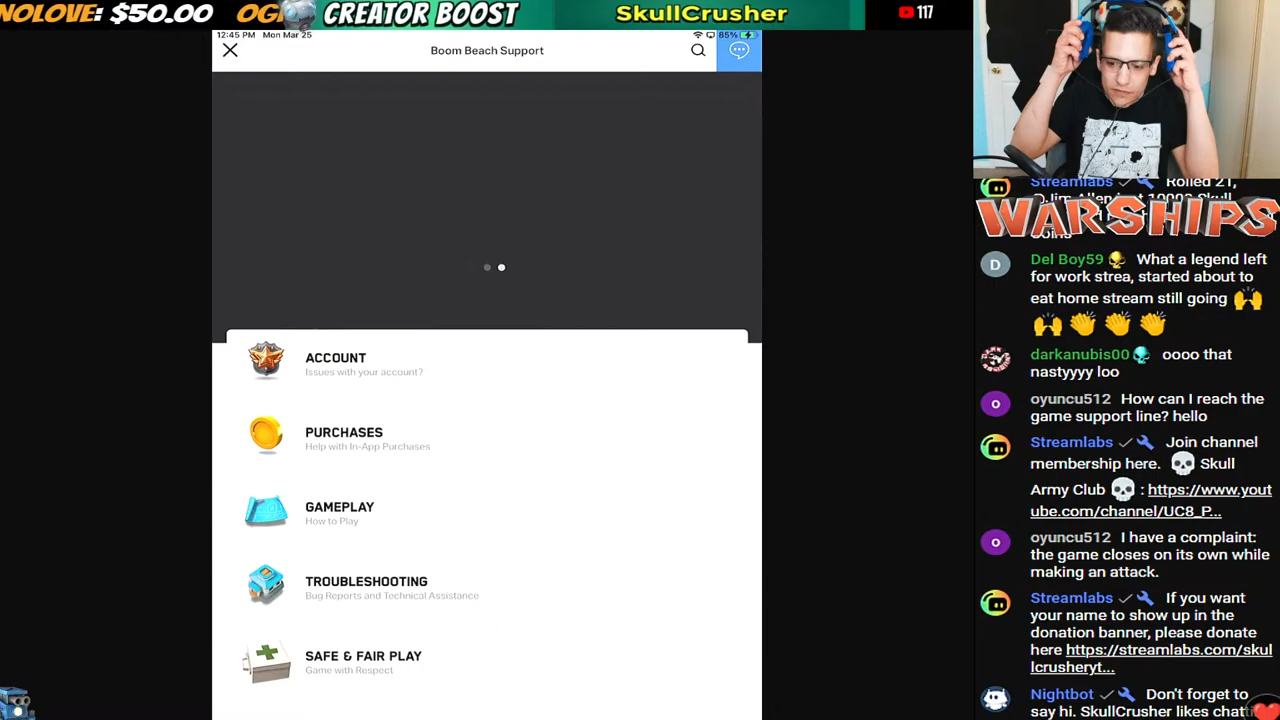 NOLOVE: $50.00 OG
CREATOR BOOST
SkullCrusher
117
12:45 PM Mon Mar 25
85%
Boom Beach Support
ACCOUNT
Issues with your account?
PURCHASES
Help with In-App Purchases
GAMEPLAY
How to Play
TROUBLESHOOTING
Bug Reports and Technical Assistance
SAFE & FAIR PLAY
Game with Respect
Streamlabs Rolled 21,
WARSHIPS
Del Boy59 What a legend left
for work strea, started about to
eat home stream still going
darkanubis00 oooo that
nastyyyy loo
oyuncu512 How can I reach the
game support line? hello
Streamlabs Join channel
membership here. Skull
Army Club : https://www.yout
ube.com/channel/UC8_P...
oyuncu512 I have a complaint:
the game closes on its own while
making an attack.
Streamlabs If you want
your name to show up in the
donation banner, please donate
here https://streamlabs.com/skul
lcrusheryt...
Nightbot Don't forget to
say hi. SkullCrusher likes chatti